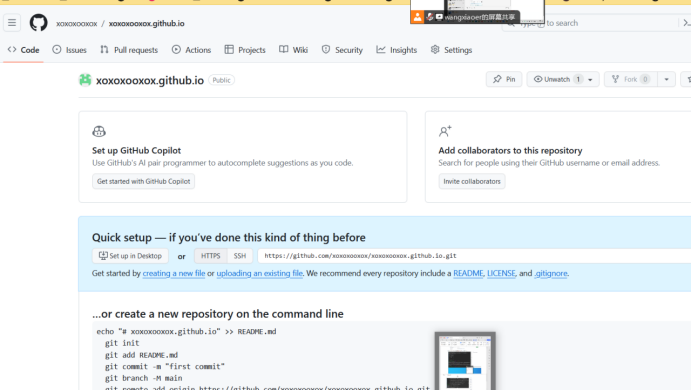 wangxiaoer的屏幕共享
xoxoxooxox / xoxoxooxox.github.io
to search
Code Issues Pull requests Actions Projects Wiki Security Insights Settings
xoxoxooxox.github.io Public
Pin Unwatch 1 Fork 0
Set up GitHub Copilot
Use GitHub's AI pair programmer to autocomplete suggestions as you code.
Get started with GitHub Copilot
Add collaborators to this repository
Search for people using their GitHub username or email address.
Invite collaborators
Quick setup — if you've done this kind of thing before
Set up in Desktop or HTTPS SSH https://github.com/xoxoxooxox/xoxoxooxox.github.io.git
Get started by creating a new file or uploading an existing file. We recommend every repository include a README, LICENSE, and .gitignore.
...or create a new repository on the command line
echo "# xoxoxooxox.github.io" >> README.md
git init
git add README.md
git commit -m "first commit"
git branch -M main
git remote add origin https://github.com/xoxoxooxox/xoxoxooxox.github.io.git